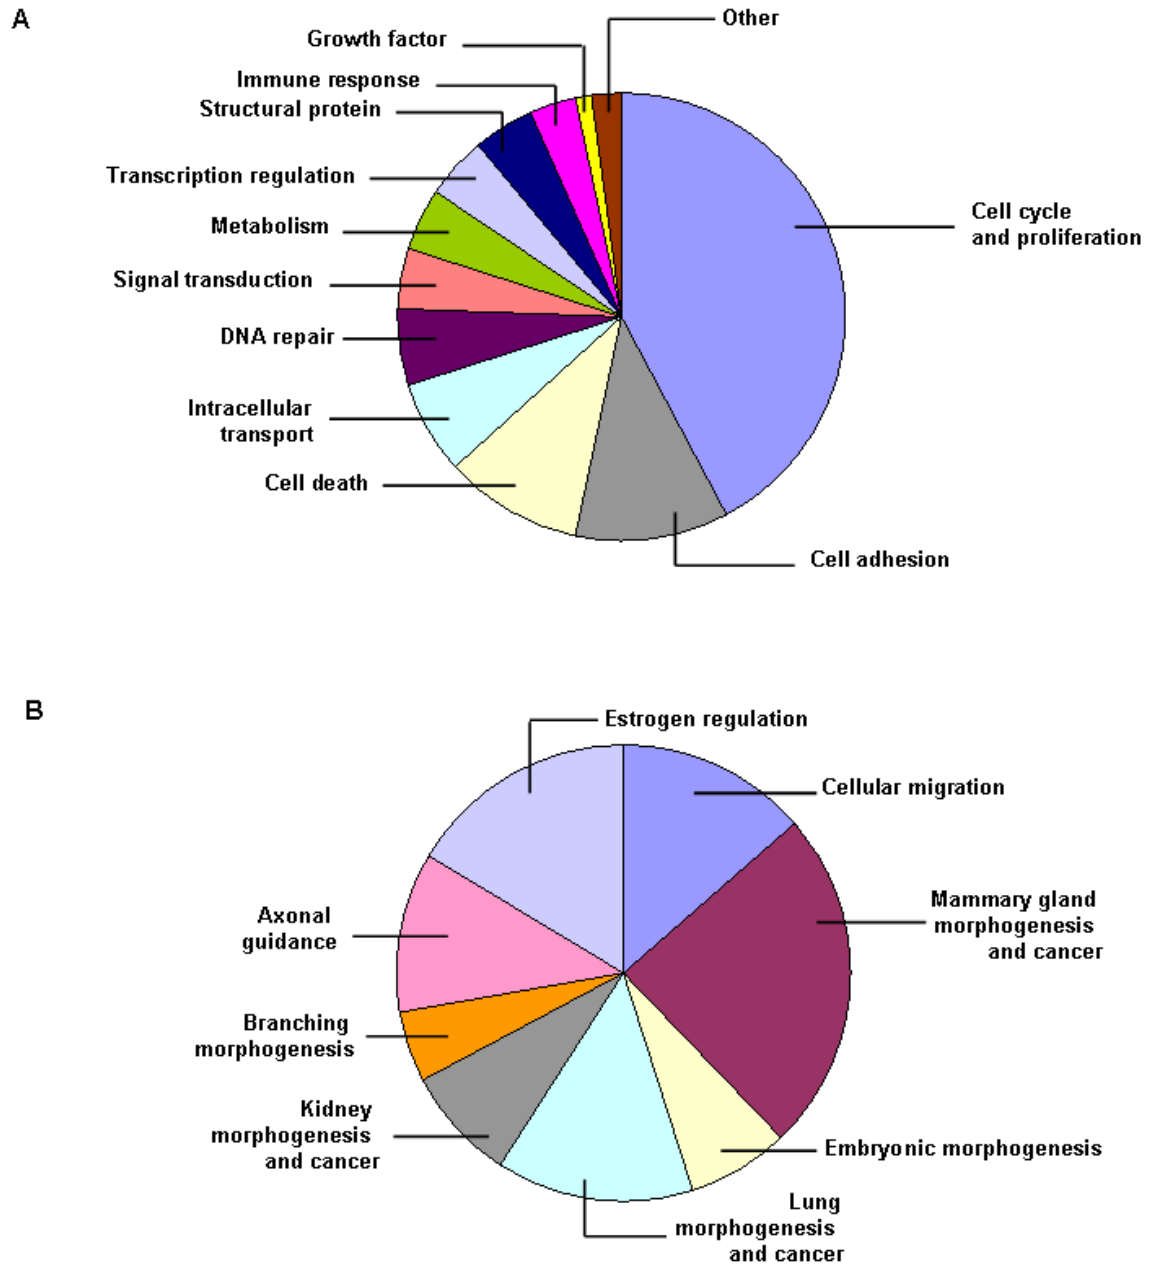 A
Other
Growth factor
Immune response
Structural protein
Transcription regulation
Metabolism
Signal transduction
DNA repair
Intracellular
transport
Cell death
Cell cycle
and proliferation
Cell adhesion
B
Estrogen regulation
Cellular migration
Mammary gland
morphogenesis
and cancer
Axonal
guidance
Branching
morphogenesis
Kidney
morphogenesis
and cancer
Embryonic morphogenesis
Lung
morphogenesis
and cancer